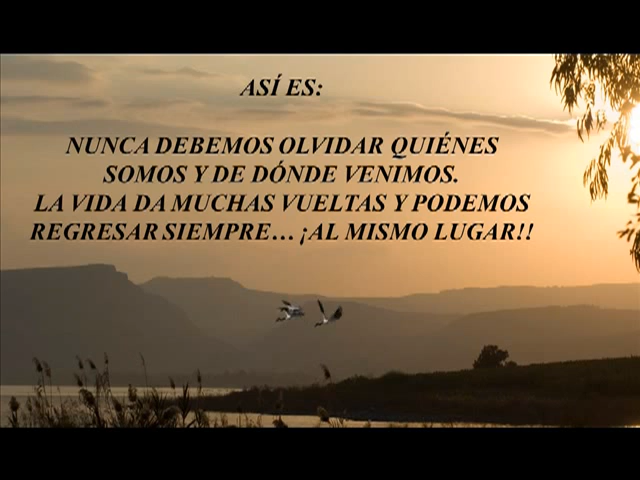 ASÍ ES:
NUNCA DEBEMOS OLVIDAR QUIÉNES
SOMOS Y DE DÓNDE VENIMOS.
LA VIDA DA MUCHAS VUELTAS Y PODEMOS
REGRESAR SIEMPRE... ¡AL MISMO LUGAR!!